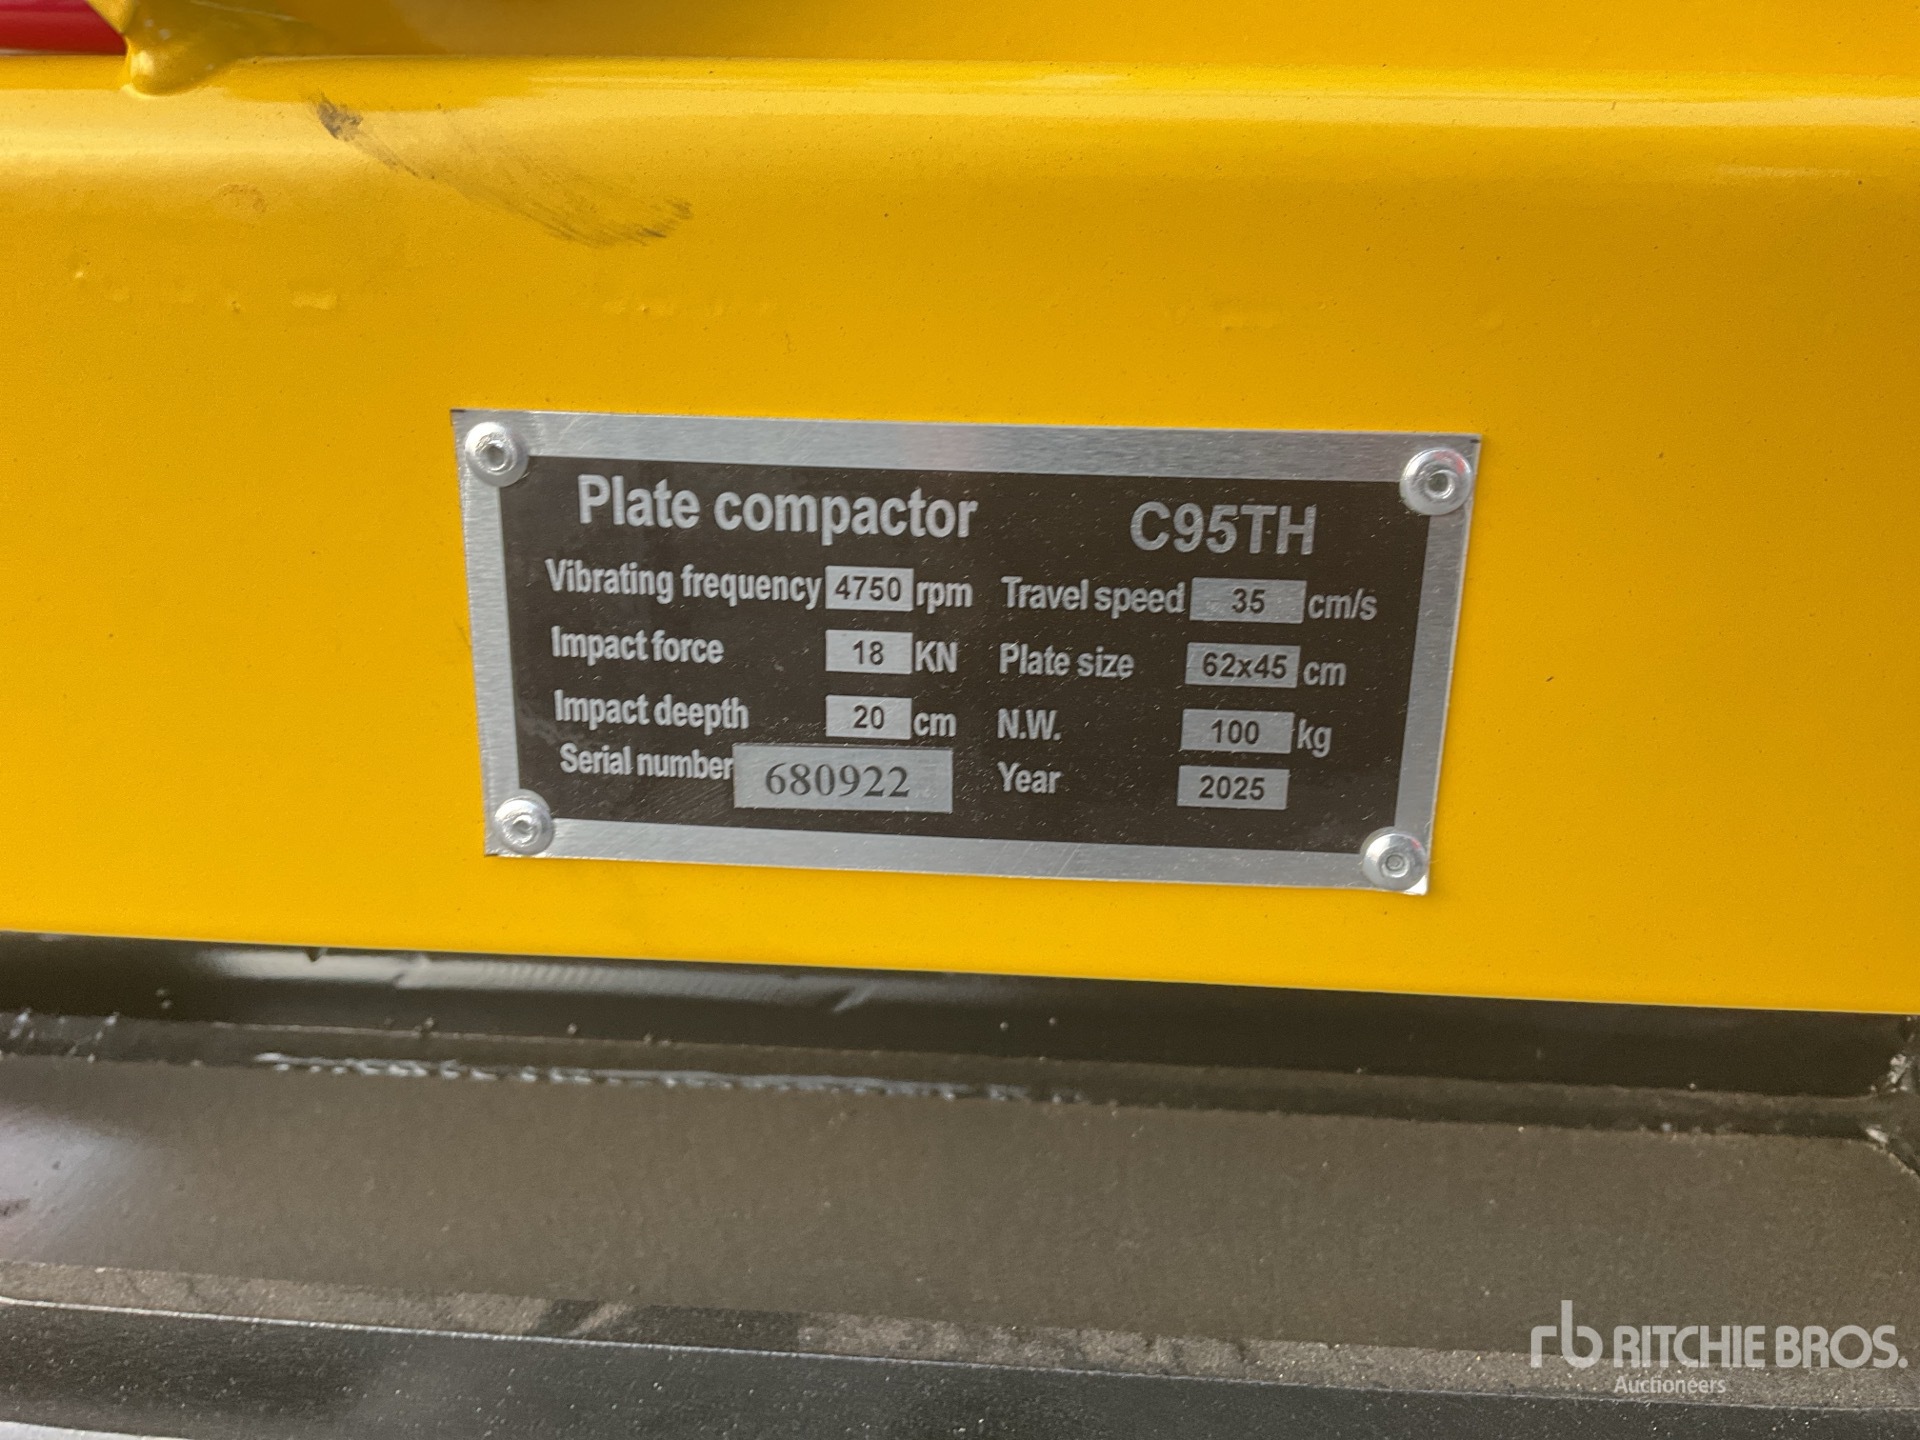 Plate compactor C95TH
Vibrating frequency 4750 rpm Travel speed 35 cm/s
Impact force 18 KN Plate size 62x45 cm
Impact deepth 20 cm N.W. 100 kg
Serial number 680922 Year 2025
rb RITCHIE BROS.
Auctioneers